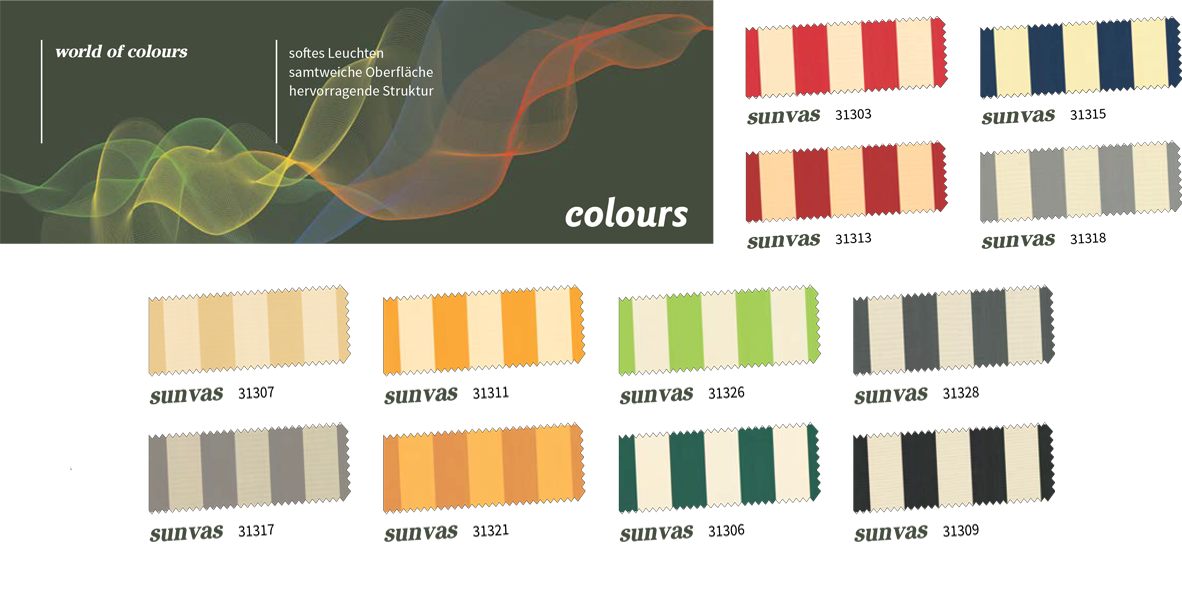 world of colours
softes Leuchten
samtweiche Oberfläche
hervorragende Struktur
colours
sunvas 31303
sunvas 31315
sunvas 31313
sunvas 31318
sunvas 31307
sunvas 31311
sunvas 31326
sunvas 31328
sunvas 31317
sunvas 31321
sunvas 31306
sunvas 31309